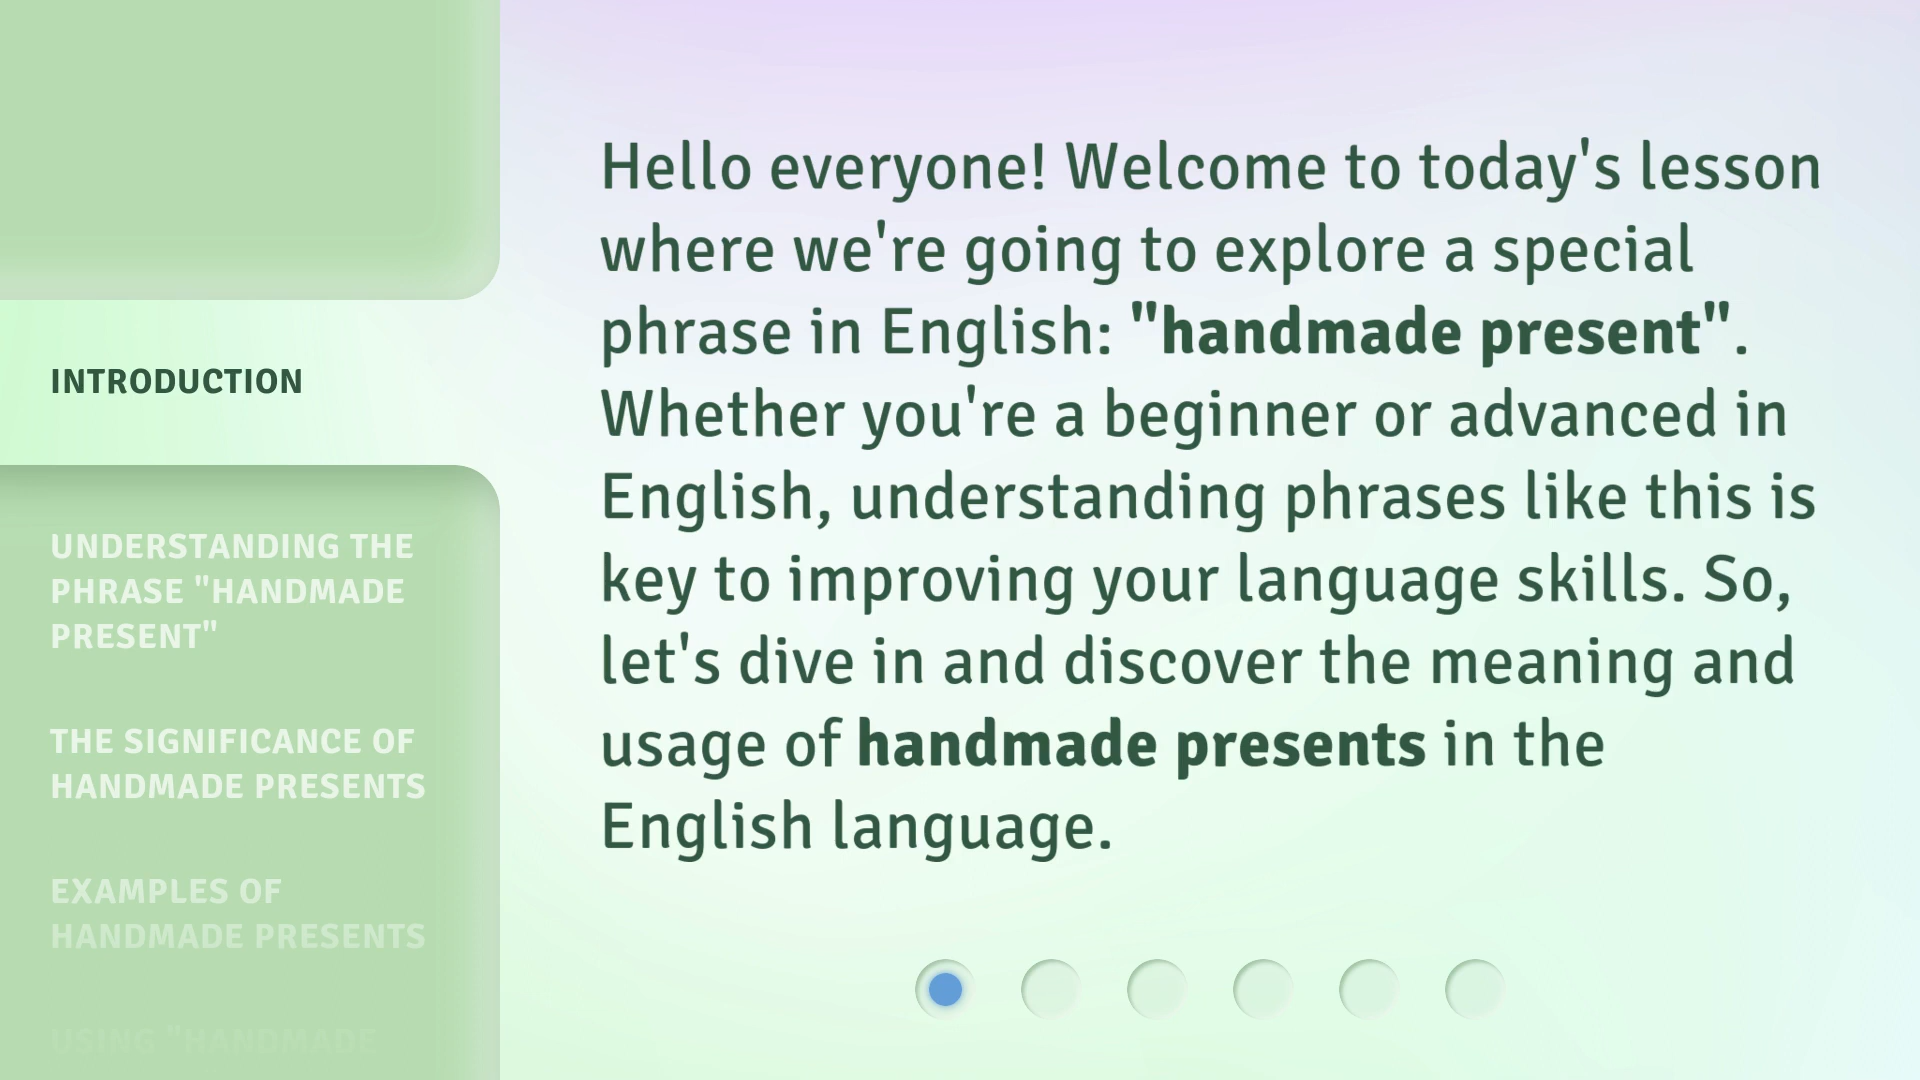 INTRODUCTION
UNDERSTANDING THE
PHRASE "HANDMADE
PRESENT"
THE SIGNIFICANCE OF
HANDMADE PRESENTS
EXAMPLES OF
HANDMADE PRESENTS
USING "HANDMADE
Hello everyone! Welcome to today's lesson
where we're going to explore a special
phrase in English: "handmade present".
Whether you're a beginner or advanced in
English, understanding phrases like this is
key to improving your language skills. So,
let's dive in and discover the meaning and
usage of handmade presents in the
English language.